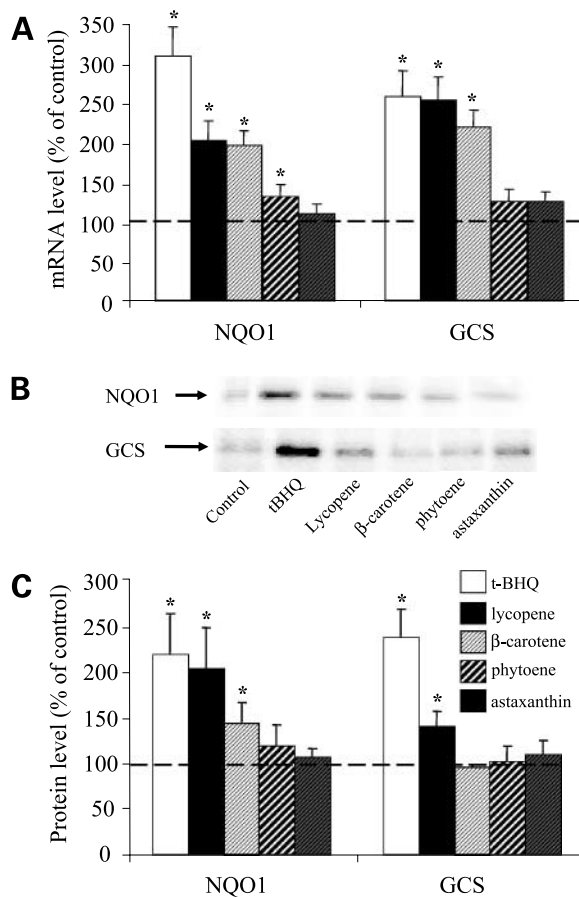 A
mRNA level (% of control)
350
300
250
200
150
100
50
0
* * * * * * *
NQO1 GCS
B
NQO1
GCS
Control tBHQ Lycopene β-carotene phytoene astaxanthin
C
Protein level (% of control)
300
250
200
150
100
50
0
* * * * *
t-BHQ
lycopene
β-carotene
phytoene
astaxanthin
NQO1 GCS